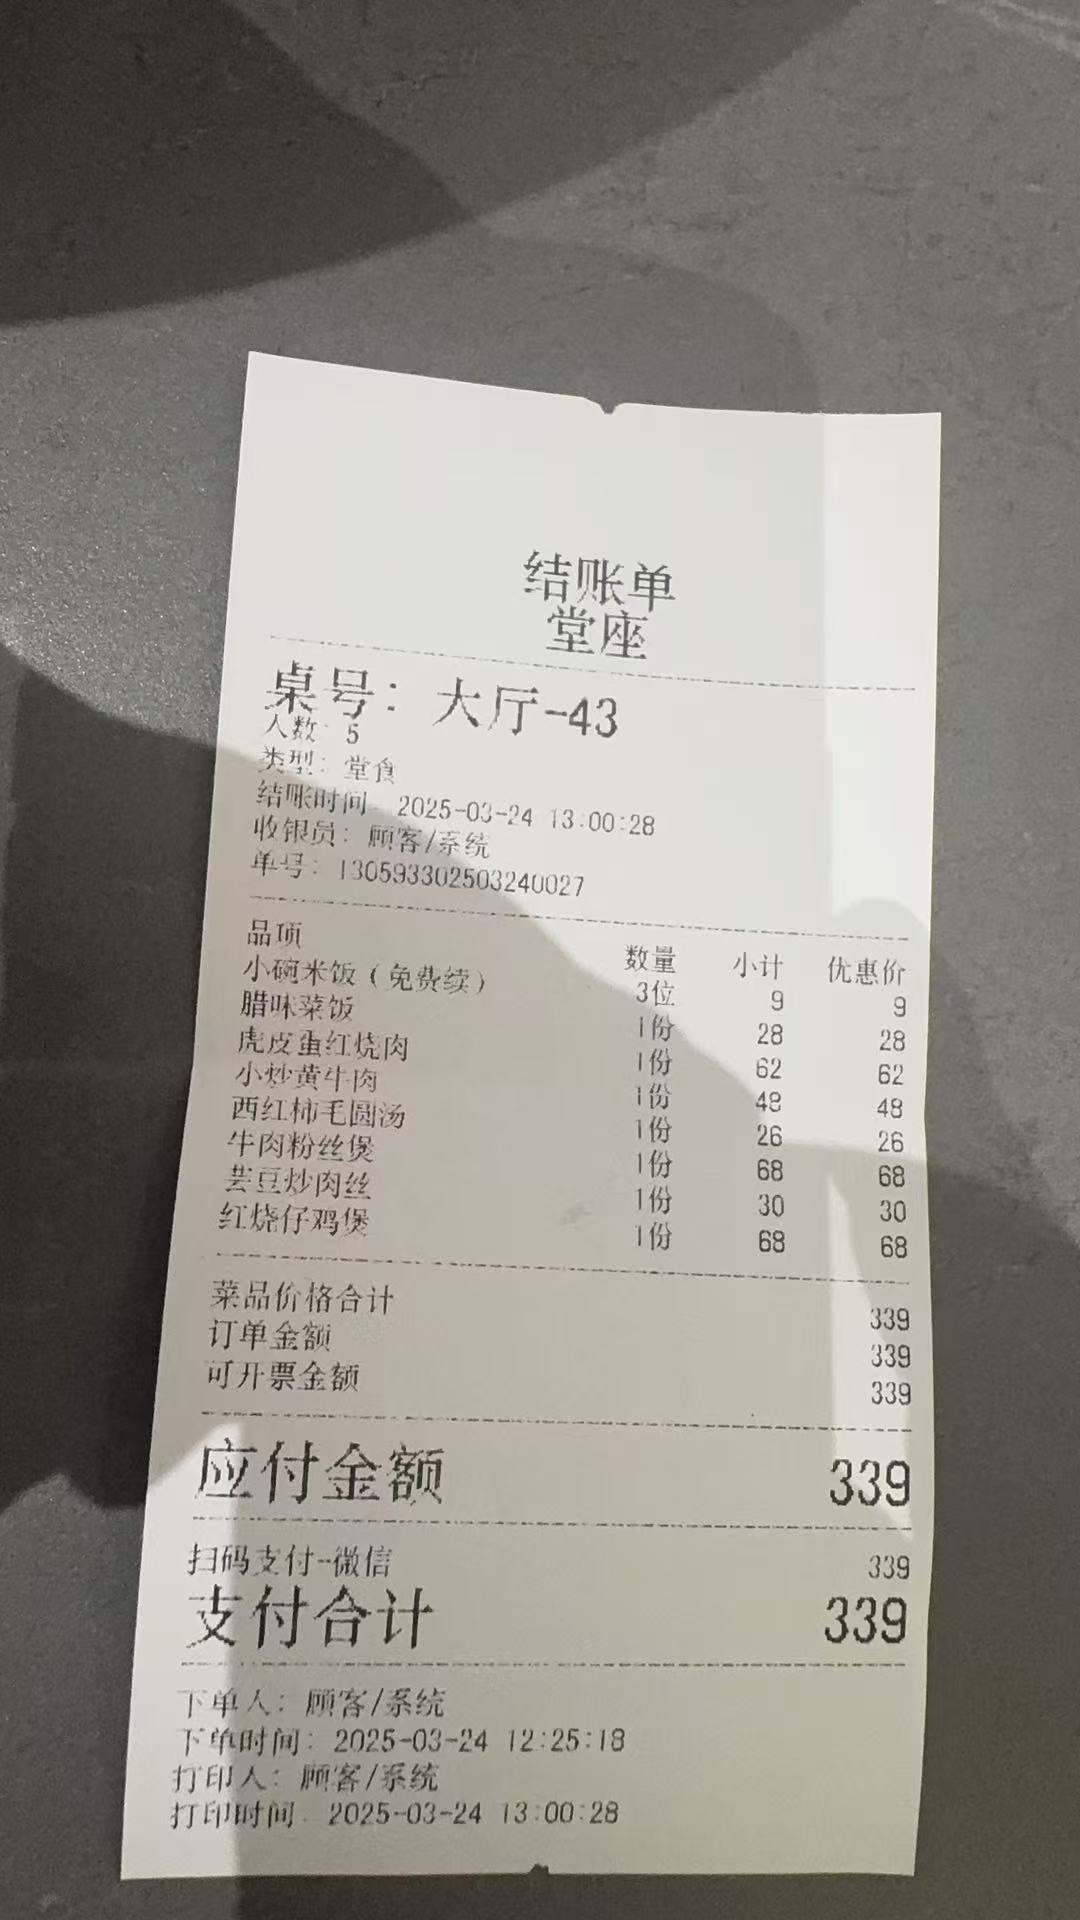 结账单
堂座
桌号：大厅-43
人数：5
类型：堂食
结账时间：2025-03-24 13:00:28
收银员：顾客/系统
单号：130593302503240027
品项 数量 小计 优惠价
小碗米饭（免费续） 3位 9 9
腊味菜饭 1份 28 28
虎皮蛋红烧肉 1份 62 62
小炒黄牛肉 1份 48 48
西红柿毛圆汤 1份 26 26
牛肉粉丝煲 1份 68 68
芸豆炒肉丝 1份 30 30
红烧仔鸡煲 1份 68 68
菜品价格合计 339
订单金额 339
可开票金额 339
应付金额 339
扫码支付-微信 339
支付合计 339
下单人：顾客/系统
下单时间：2025-03-24 12:25:18
打印人：顾客/系统
打印时间：2025-03-24 13:00:28